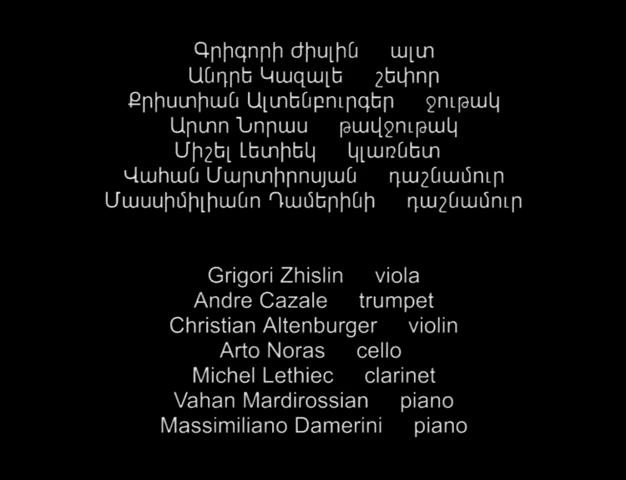 Գրիգորի Ժիսլին ալտ
Անդրե Կազալե շեփոր
Քրիստիան Ալտենբուրգեր ջութակ
Արտո Նորաս թավջութակ
Միշել Լետիեկ կլառնետ
Վահան Մարտիրոսյան դաշնամուր
Մասսիմիլիանո Դամերինի դաշնամուր
Grigori Zhislin viola
Andre Cazale trumpet
Christian Altenburger violin
Arto Noras cello
Michel Lethiec clarinet
Vahan Mardirossian piano
Massimiliano Damerini piano